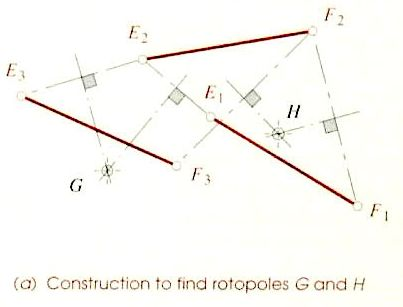 F₂
E₂
E₃
E₁
H
G
F₃
F₁
(a) Construction to find rotopoles G and H